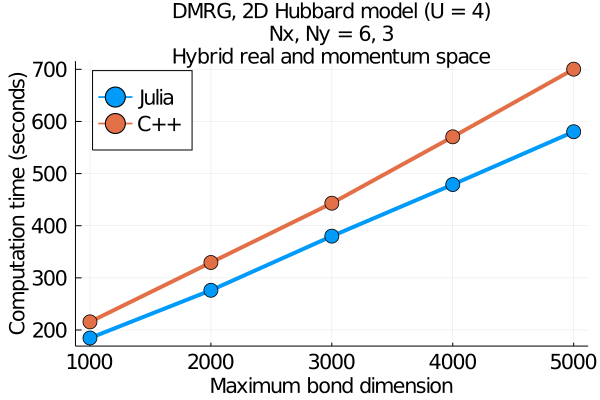 DMRG, 2D Hubbard model (U = 4)
Nx, Ny = 6, 3
Hybrid real and momentum space
Computation time (seconds)
700
600
500
400
300
200
Julia
C++
1000 2000 3000 4000 5000
Maximum bond dimension